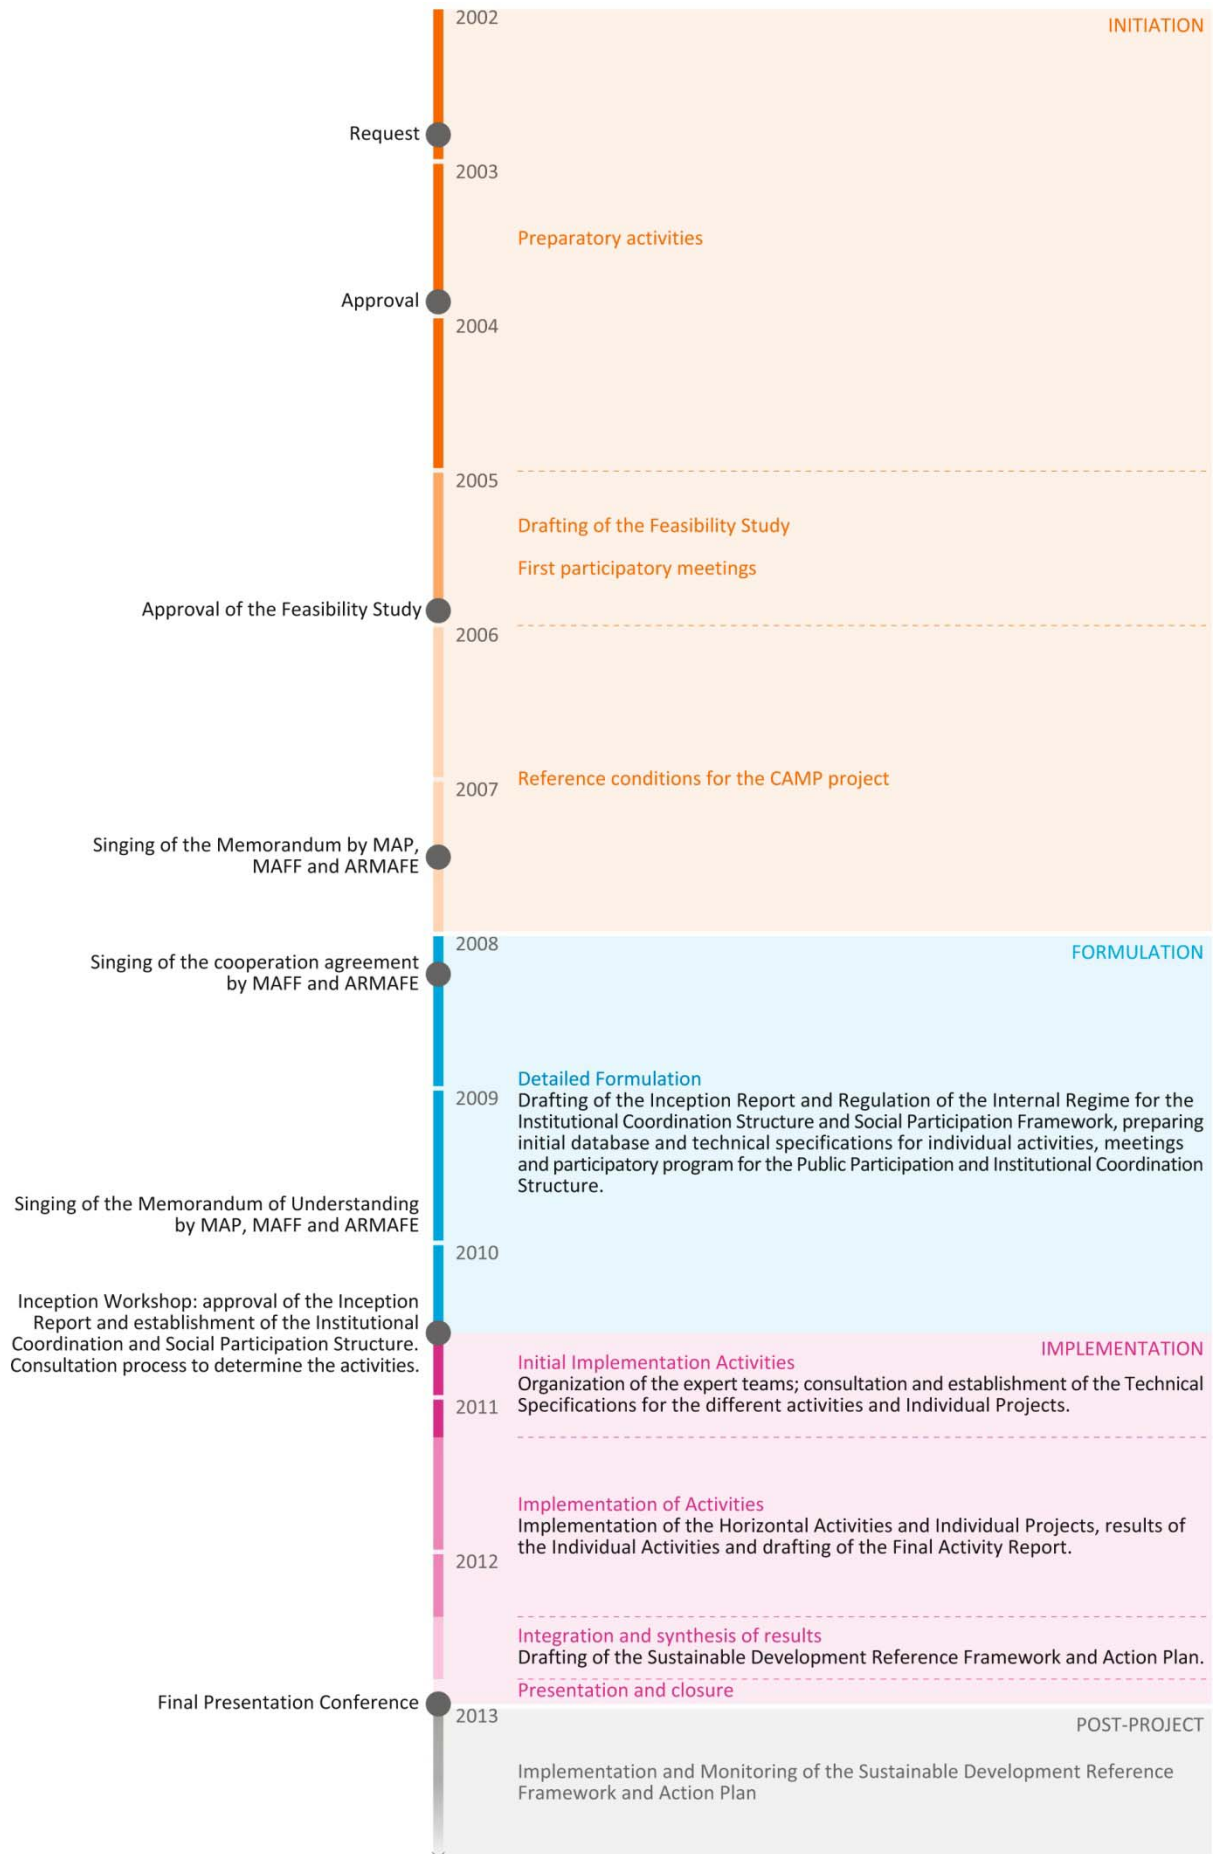 2002
INITIATION
Request
2003
Preparatory activities
Approval
2004
2005
Drafting of the Feasibility Study
First participatory meetings
Approval of the Feasibility Study
2006
Reference conditions for the CAMP project
2007
Singing of the Memorandum by MAP,
MAFF and ARMAFE
2008
FORMULATION
Singing of the cooperation agreement
by MAFF and ARMAFE
Detailed Formulation
2009
Drafting of the Inception Report and Regulation of the Internal Regime for the
Institutional Coordination Structure and Social Participation Framework, preparing
initial database and technical specifications for individual activities, meetings
and participatory program for the Public Participation and Institutional Coordination
Structure.
Singing of the Memorandum of Understanding
by MAP, MAFF and ARMAFE
2010
Inception Workshop: approval of the Inception
Report and establishment of the Institutional
Coordination and Social Participation Structure.
Consultation process to determine the activities.
IMPLEMENTATION
Initial Implementation Activities
Organization of the expert teams; consultation and establishment of the Technical
Specifications for the different activities and Individual Projects.
2011
Implementation of Activities
Implementation of the Horizontal Activities and Individual Projects, results of
the Individual Activities and drafting of the Final Activity Report.
2012
Integration and synthesis of results
Drafting of the Sustainable Development Reference Framework and Action Plan.
Presentation and closure
Final Presentation Conference
2013
POST-PROJECT
Implementation and Monitoring of the Sustainable Development Reference
Framework and Action Plan